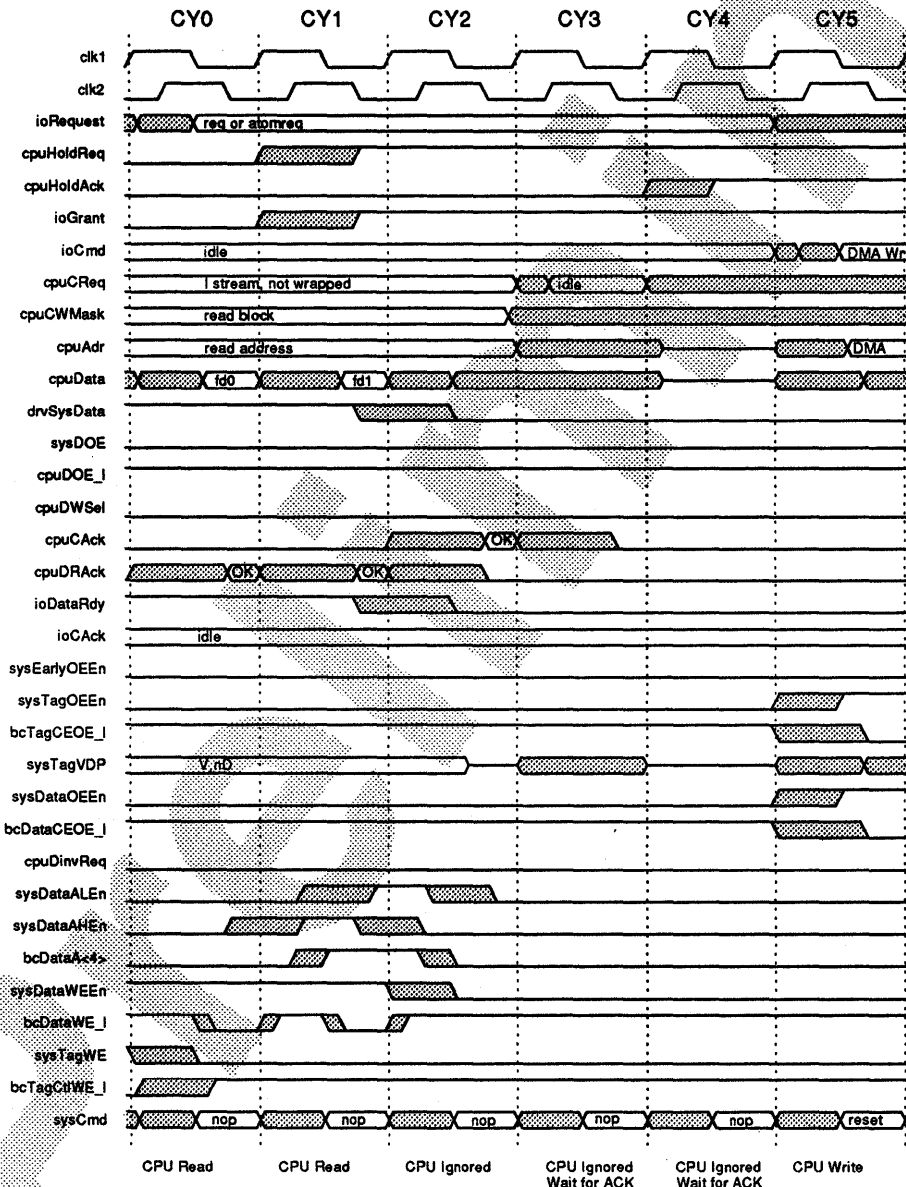 CY0 CY1 CY2 CY3 CY4 CY5
clk1
clk2
ioRequest req or atomreq
cpuHoldReq
cpuHoldAck
ioGrant
ioCmd idle DMA Wr
cpuCReq I stream, not wrapped idle
cpuCWMask read block
cpuAdr read address DMA
cpuData fd0 fd1
drvSysData
sysDOE
cpuDOE_l
cpuDWSel
cpuCAck OK
cpuDRAck OK OK
ioDataRdy
ioCAck idle
sysEarlyOEEn
sysTagOEEn
bcTagCEOE_l
sysTagVDP V,nD
sysDataOEEn
bcDataCEOE_l
cpuDinvReq
sysDataALEn
sysDataAHEn
bcDataA<4>
sysDataWEEn
bcDataWE_l
sysTagWE
bcTagCtlWE_l
sysCmd nop nop nop nop nop reset
CPU Read CPU Read CPU Ignored CPU Ignored CPU Ignored CPU Write
Wait for ACK Wait for ACK